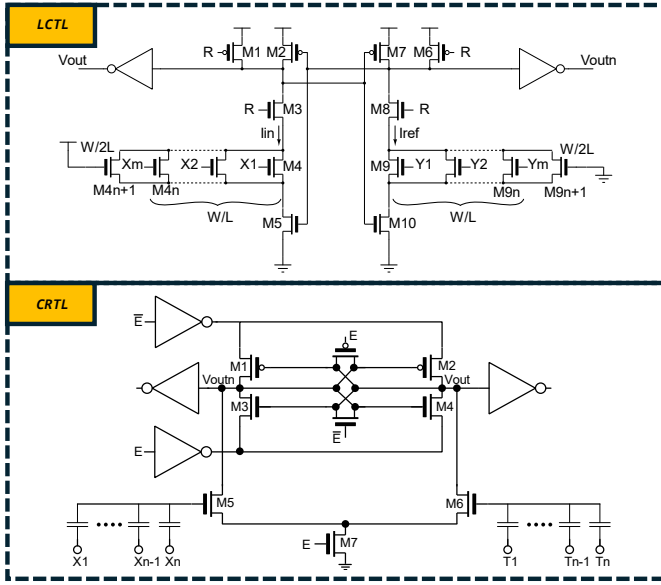 LCTL
Vout
R
M1
M2
M7
M6
R
Voutn
R
M3
M8
R
Iin
Iref
W/2L
Xm
X2
X1
M4
M9
Y1
Y2
Ym
W/2L
M4n+1
M4n
M9n
M9n+1
W/L
M5
M10
W/L
CRTL
E̅
E
M1
M2
Voutn
Vout
M3
M4
E̅
E
M5
M6
E
M7
X1
Xn-1
Xn
T1
Tn-1
Tn